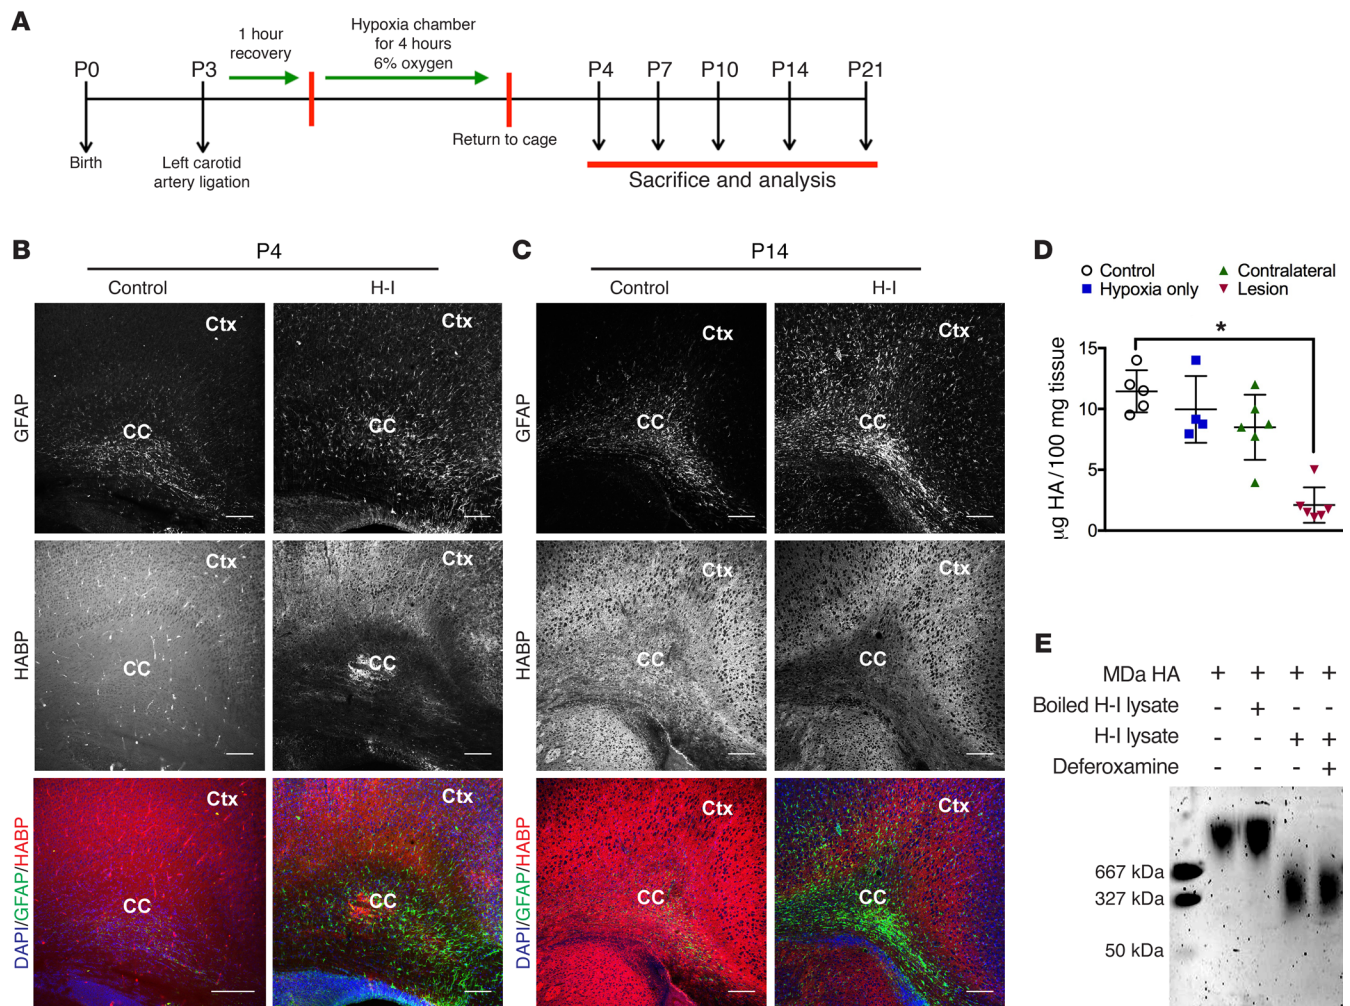 A
1 hour
recovery
Hypoxia chamber
for 4 hours
6% oxygen
P0
P3
P4
P7
P10
P14
P21
Birth
Left carotid
artery ligation
Return to cage
Sacrifice and analysis
B
P4
Control
H-I
GFAP
Ctx
CC
Ctx
CC
HABP
Ctx
CC
Ctx
CC
DAPI/GFAP/HABP
Ctx
CC
Ctx
CC
C
P14
Control
H-I
GFAP
Ctx
CC
Ctx
CC
HABP
Ctx
CC
Ctx
CC
DAPI/GFAP/HABP
Ctx
CC
Ctx
CC
D
Control
Contralateral
Hypoxia only
Lesion
*
µg HA/100 mg tissue
15
10
5
0
E
MDa HA + + + +
Boiled H-I lysate - + - -
H-I lysate - - + +
Deferoxamine - - - +
667 kDa
327 kDa
50 kDa